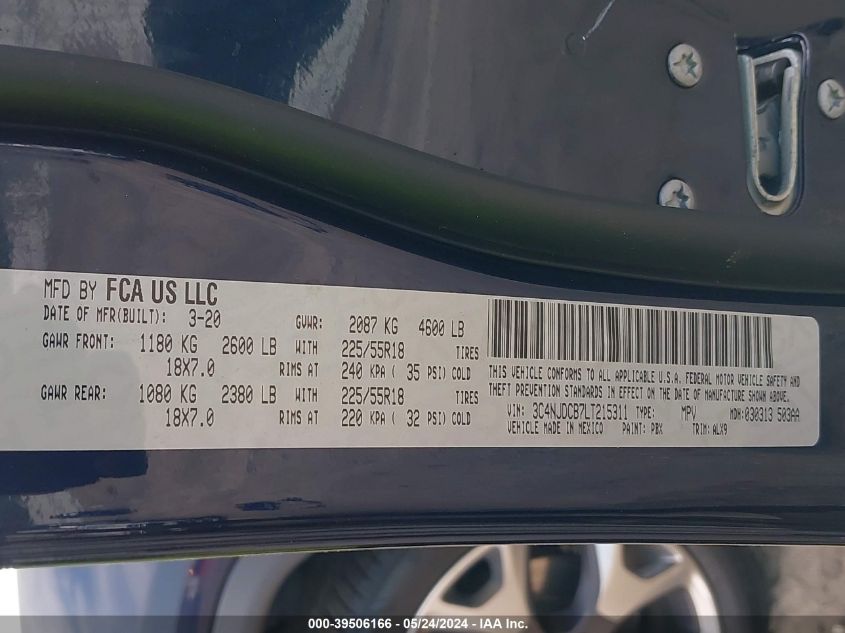 MFD BY FCA US LLC
DATE OF MFR(BUILT): 3-20 GVWR: 2087 KG 4600 LB
GAWR FRONT: 1180 KG 2600 LB WITH 225/55R18 TIRES
18X7.0 RIMS AT 240 KPA ( 35 PSI) COLD
GAWR REAR: 1080 KG 2380 LB WITH 225/55R18 TIRES
18X7.0 RIMS AT 220 KPA ( 32 PSI) COLD
THIS VEHICLE CONFORMS TO ALL APPLICABLE U.S.A. FEDERAL MOTOR VEHICLE SAFETY AND
THEFT PREVENTION STANDARDS IN EFFECT ON THE DATE OF MANUFACTURE SHOWN ABOVE.
VIN: 3C4NJDCB7LT215311 TYPE: MPV MDH:030313 503AA
VEHICLE MADE IN MEXICO PAINT: PBX TRIM: ALX9
000-39506166 - 05/24/2024 - IAA Inc.